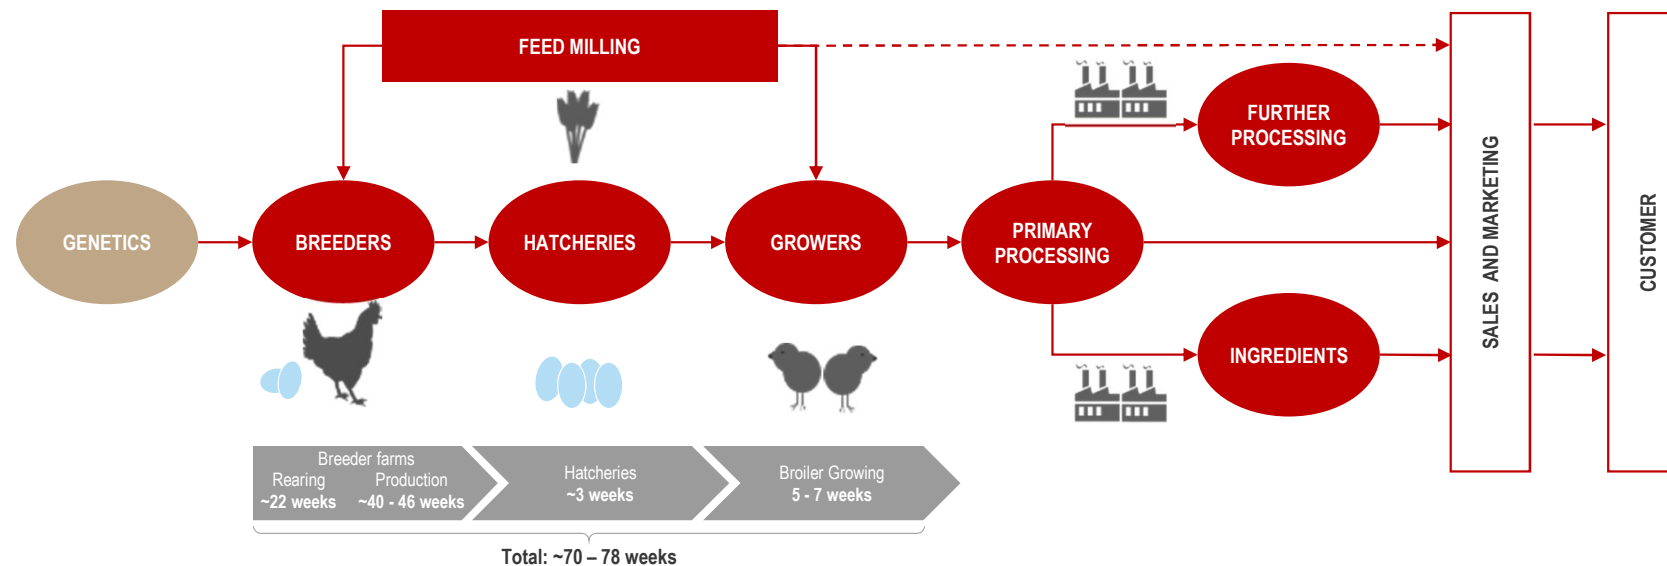 FEED MILLING
GENETICS
BREEDERS
HATCHERIES
GROWERS
PRIMARY
PROCESSING
FURTHER
PROCESSING
INGREDIENTS
SALES AND MARKETING
CUSTOMER
Breeder farms
Rearing
~22 weeks
Production
~40 - 46 weeks
Hatcheries
~3 weeks
Broiler Growing
5 - 7 weeks
Total: ~70 – 78 weeks